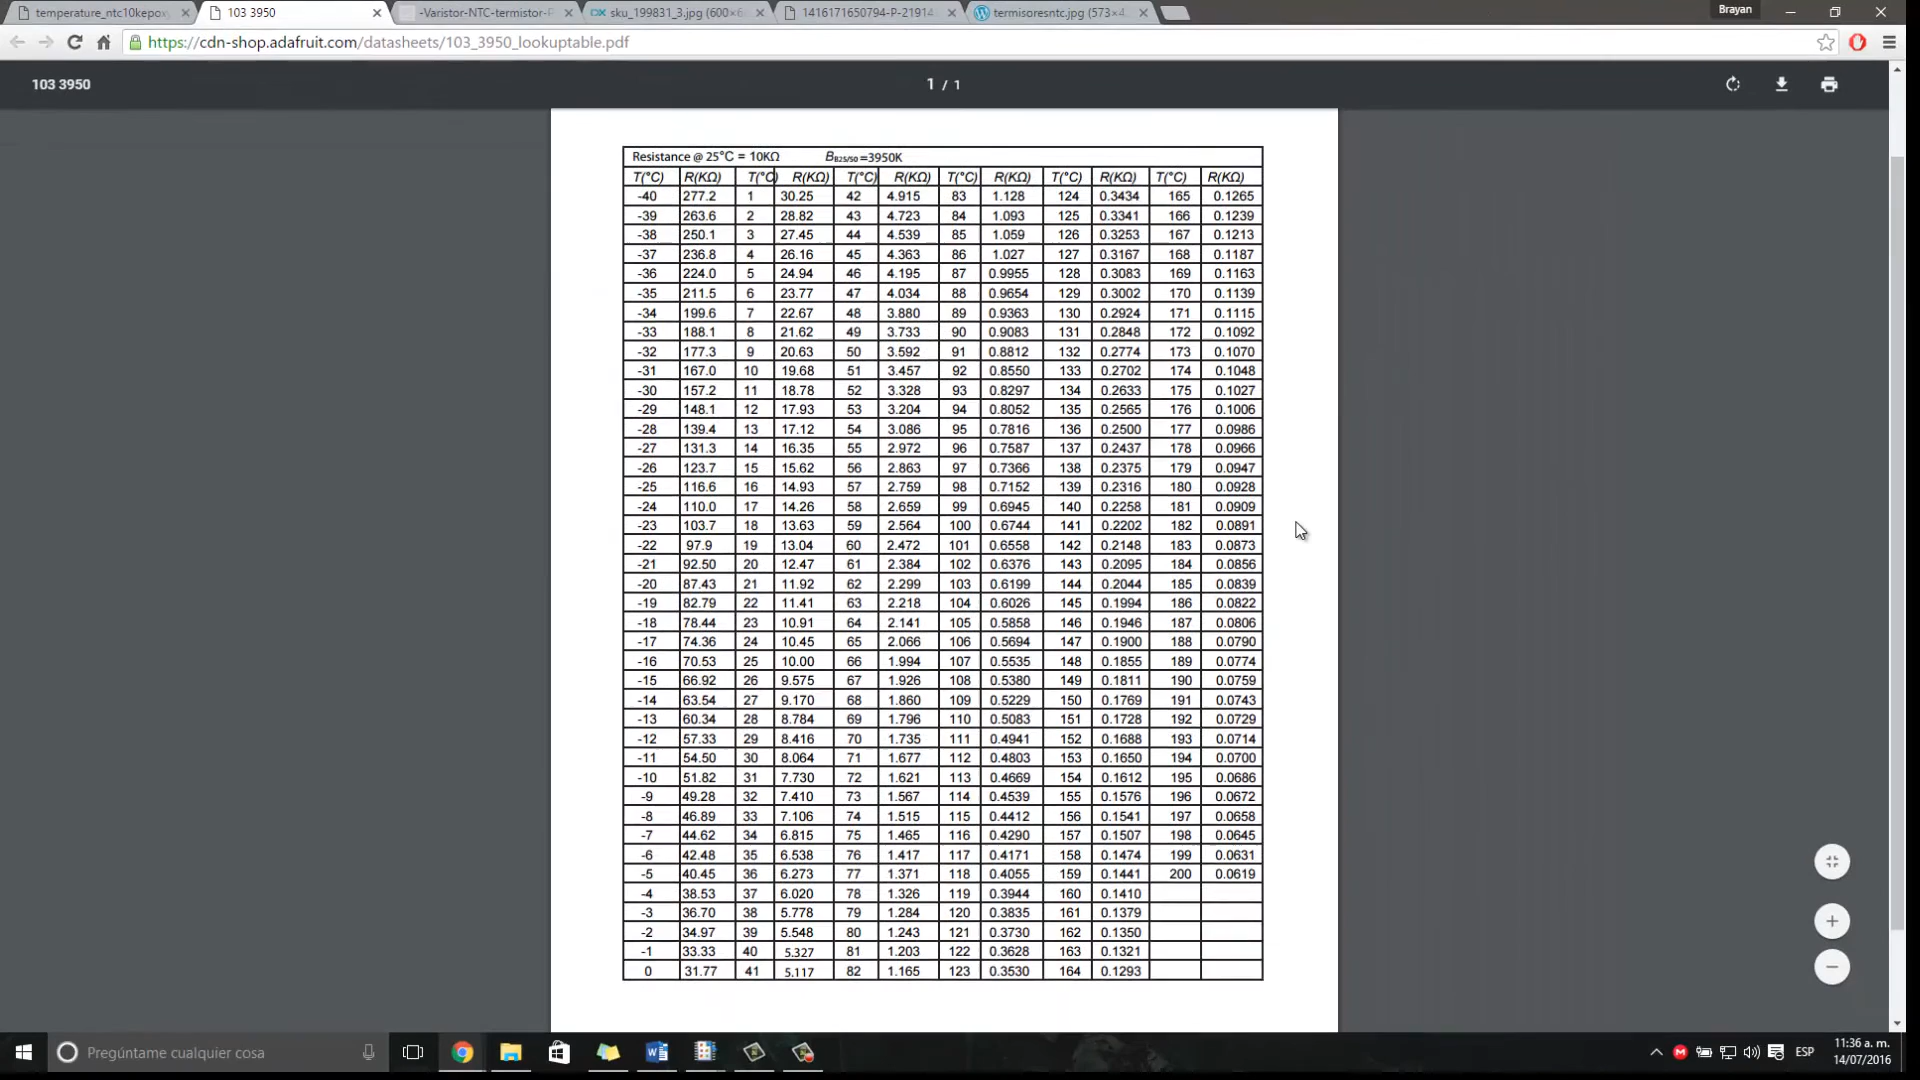 temperature_ntc10kepox
103 3950
-Varistor-NTC-termistor-P
DX sku_199831_3.jpg (600×6
1416171650794-P-21914
termisoresntc.jpg (573×4
Brayan
https://cdn-shop.adafruit.com/datasheets/103_3950_lookuptable.pdf
103 3950
1 / 1
Resistance @ 25°C = 10KΩ B B25/50 =3950K
T(°C) R(KΩ) T(°C) R(KΩ) T(°C) R(KΩ) T(°C) R(KΩ) T(°C) R(KΩ) T(°C) R(KΩ)
-40 277.2 1 30.25 42 4.915 83 1.128 124 0.3434 165 0.1265
-39 263.6 2 28.82 43 4.723 84 1.093 125 0.3341 166 0.1239
-38 250.1 3 27.45 44 4.539 85 1.059 126 0.3253 167 0.1213
-37 236.8 4 26.16 45 4.363 86 1.027 127 0.3167 168 0.1187
-36 224.0 5 24.94 46 4.195 87 0.9955 128 0.3083 169 0.1163
-35 211.5 6 23.77 47 4.034 88 0.9654 129 0.3002 170 0.1139
-34 199.6 7 22.67 48 3.880 89 0.9363 130 0.2924 171 0.1115
-33 188.1 8 21.62 49 3.733 90 0.9083 131 0.2848 172 0.1092
-32 177.3 9 20.63 50 3.592 91 0.8812 132 0.2774 173 0.1070
-31 167.0 10 19.68 51 3.457 92 0.8550 133 0.2702 174 0.1048
-30 157.2 11 18.78 52 3.328 93 0.8297 134 0.2633 175 0.1027
-29 148.1 12 17.93 53 3.204 94 0.8052 135 0.2565 176 0.1006
-28 139.4 13 17.12 54 3.086 95 0.7816 136 0.2500 177 0.0986
-27 131.3 14 16.35 55 2.972 96 0.7587 137 0.2437 178 0.0966
-26 123.7 15 15.62 56 2.863 97 0.7366 138 0.2375 179 0.0947
-25 116.6 16 14.93 57 2.759 98 0.7152 139 0.2316 180 0.0928
-24 110.0 17 14.26 58 2.659 99 0.6945 140 0.2258 181 0.0909
-23 103.7 18 13.63 59 2.564 100 0.6744 141 0.2202 182 0.0891
-22 97.9 19 13.04 60 2.472 101 0.6558 142 0.2148 183 0.0873
-21 92.50 20 12.47 61 2.384 102 0.6376 143 0.2095 184 0.0856
-20 87.43 21 11.92 62 2.299 103 0.6199 144 0.2044 185 0.0839
-19 82.79 22 11.41 63 2.218 104 0.6026 145 0.1994 186 0.0822
-18 78.44 23 10.91 64 2.141 105 0.5858 146 0.1946 187 0.0806
-17 74.36 24 10.45 65 2.066 106 0.5694 147 0.1900 188 0.0790
-16 70.53 25 10.00 66 1.994 107 0.5535 148 0.1855 189 0.0774
-15 66.92 26 9.575 67 1.926 108 0.5380 149 0.1811 190 0.0759
-14 63.54 27 9.170 68 1.860 109 0.5229 150 0.1769 191 0.0743
-13 60.34 28 8.784 69 1.796 110 0.5083 151 0.1728 192 0.0729
-12 57.33 29 8.416 70 1.735 111 0.4941 152 0.1688 193 0.0714
-11 54.50 30 8.064 71 1.677 112 0.4803 153 0.1650 194 0.0700
-10 51.82 31 7.730 72 1.621 113 0.4669 154 0.1612 195 0.0686
-9 49.28 32 7.410 73 1.567 114 0.4539 155 0.1576 196 0.0672
-8 46.89 33 7.106 74 1.515 115 0.4412 156 0.1541 197 0.0658
-7 44.62 34 6.815 75 1.465 116 0.4290 157 0.1507 198 0.0645
-6 42.48 35 6.538 76 1.417 117 0.4171 158 0.1474 199 0.0631
-5 40.45 36 6.273 77 1.371 118 0.4055 159 0.1441 200 0.0619
-4 38.53 37 6.020 78 1.326 119 0.3944 160 0.1410
-3 36.70 38 5.778 79 1.284 120 0.3835 161 0.1379
-2 34.97 39 5.548 80 1.243 121 0.3730 162 0.1350
-1 33.33 40 5.327 81 1.203 122 0.3628 163 0.1321
0 31.77 41 5.117 82 1.165 123 0.3530 164 0.1293
Pregúntame cualquier cosa
ESP
11:36 a. m.
14/07/2016